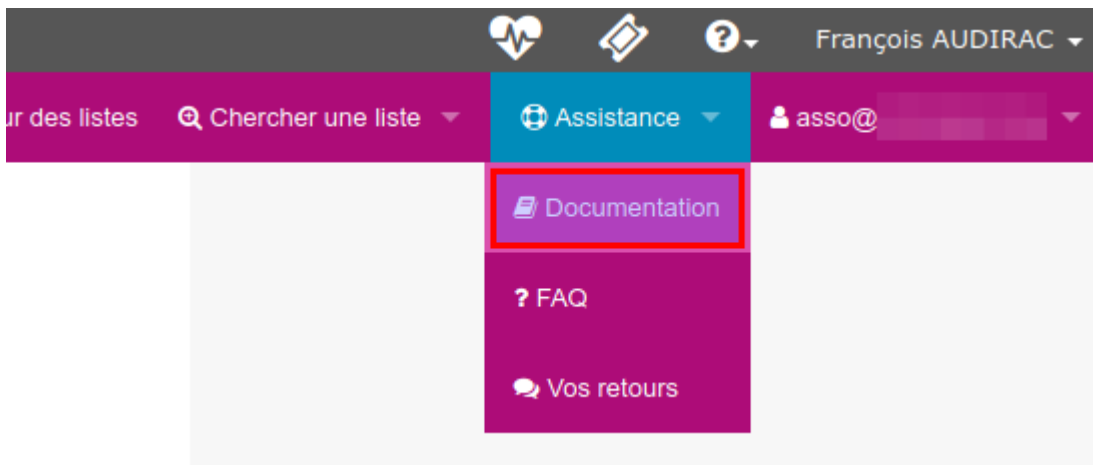 François AUDIRAC
ur des listes Chercher une liste Assistance asso@
Documentation
? FAQ
Vos retours